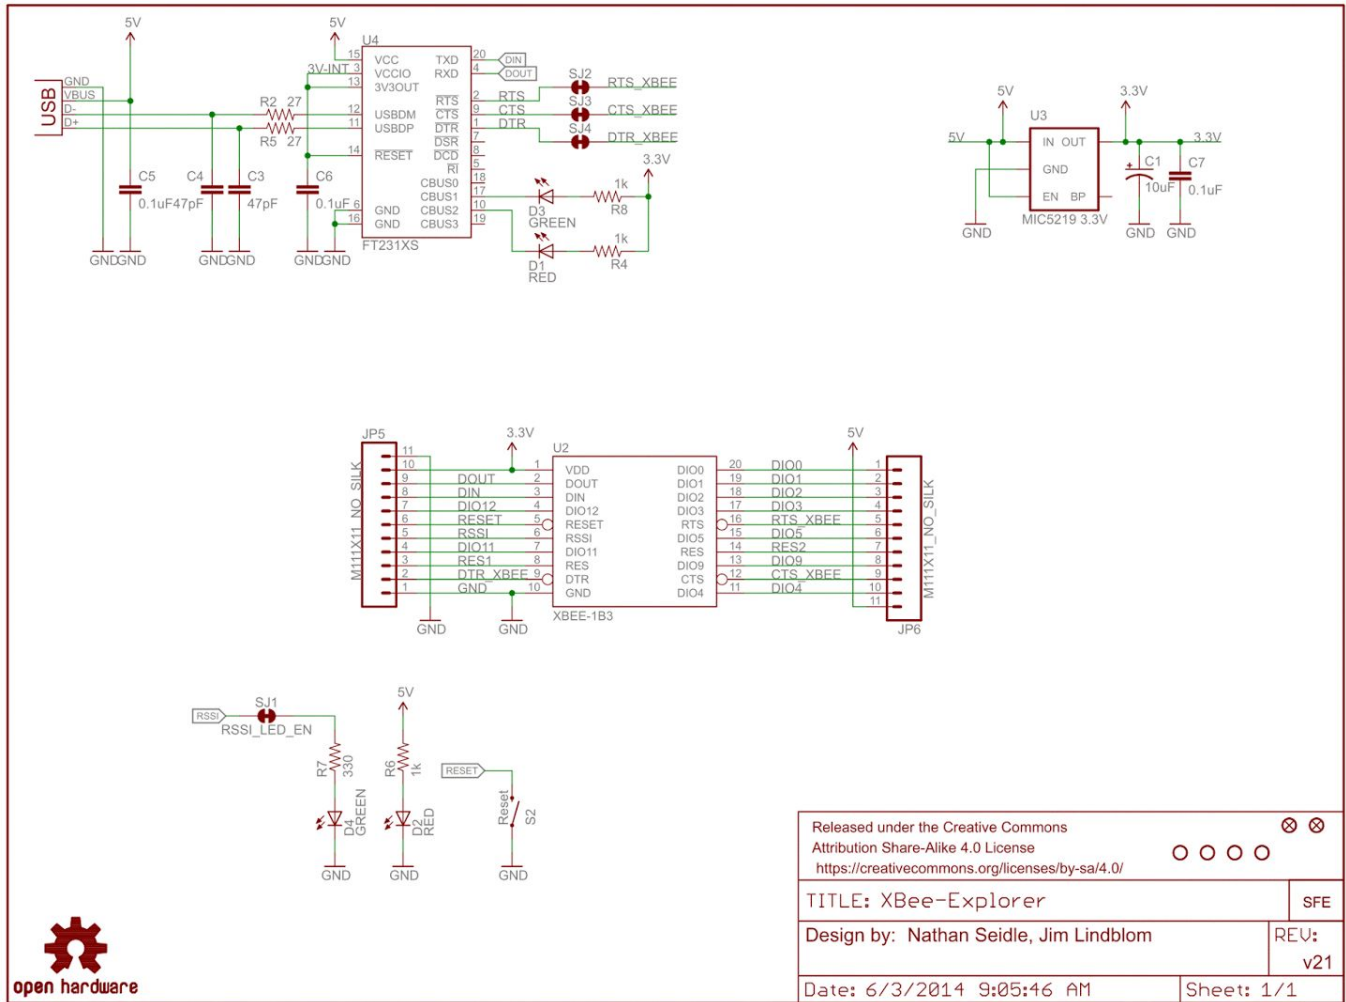 5V
5V
U4
USB
GND
VBUS
D-
D+
R2 27
R5 27
3V-INT
15 VCC TXD 20 DIN
3 VCCIO RXD 4 DOUT
13 3V3OUT
RTS 2 RTS SJ2 RTS_XBEE
12 USBDM CTS 9 CTS SJ3 CTS_XBEE
11 USBDP DTR 1 DTR SJ4 DTR_XBEE
DSR 7
14 RESET DCD 8
RI 5
CBUS0 18
CBUS1 17
6 GND CBUS2 10
16 GND CBUS3 19
FT231XS
C5
0.1uF
C4
47pF
C3
47pF
C6
0.1uF
GND
GND
GND
GND
GND
GND
3.3V
1k
R8
D3
GREEN
1k
R4
D1
RED
5V
3.3V
U3
5V
IN OUT
3.3V
GND
EN BP
MIC5219 3.3V
C1
10uF
C7
0.1uF
GND
GND
GND
JP5
M111X11_NO_SILK
3.3V
U2
5V
11
10 1 VDD DIO0 20 DIO0 1
9 DOUT 2 DOUT DIO1 19 DIO1 2
8 DIN 3 DIN DIO2 18 DIO2 3
7 DIO12 4 DIO12 DIO3 17 DIO3 4
6 RESET 5 RESET RTS 16 RTS_XBEE 5
5 RSSI 6 RSSI DIO5 15 DIO5 6
4 DIO11 7 DIO11 RES 14 RES2 7
3 RES1 8 RES DIO9 13 DIO9 8
2 DTR_XBEE 9 DTR CTS 12 CTS_XBEE 9
1 GND 10 GND DIO4 11 DIO4 10
11
M111X11_NO_SILK
XBEE-1B3
GND
GND
JP6
RSSI
SJ1
RSSI_LED_EN
R7
330
D4
GREEN
GND
5V
R6
1k
D2
RED
GND
RESET
Reset
S2
GND
Released under the Creative Commons
Attribution Share-Alike 4.0 License
https://creativecommons.org/licenses/by-sa/4.0/
TITLE: XBee-Explorer
SFE
Design by: Nathan Seidle, Jim Lindblom
REV:
v21
Date: 6/3/2014 9:05:46 AM
Sheet: 1/1
open hardware